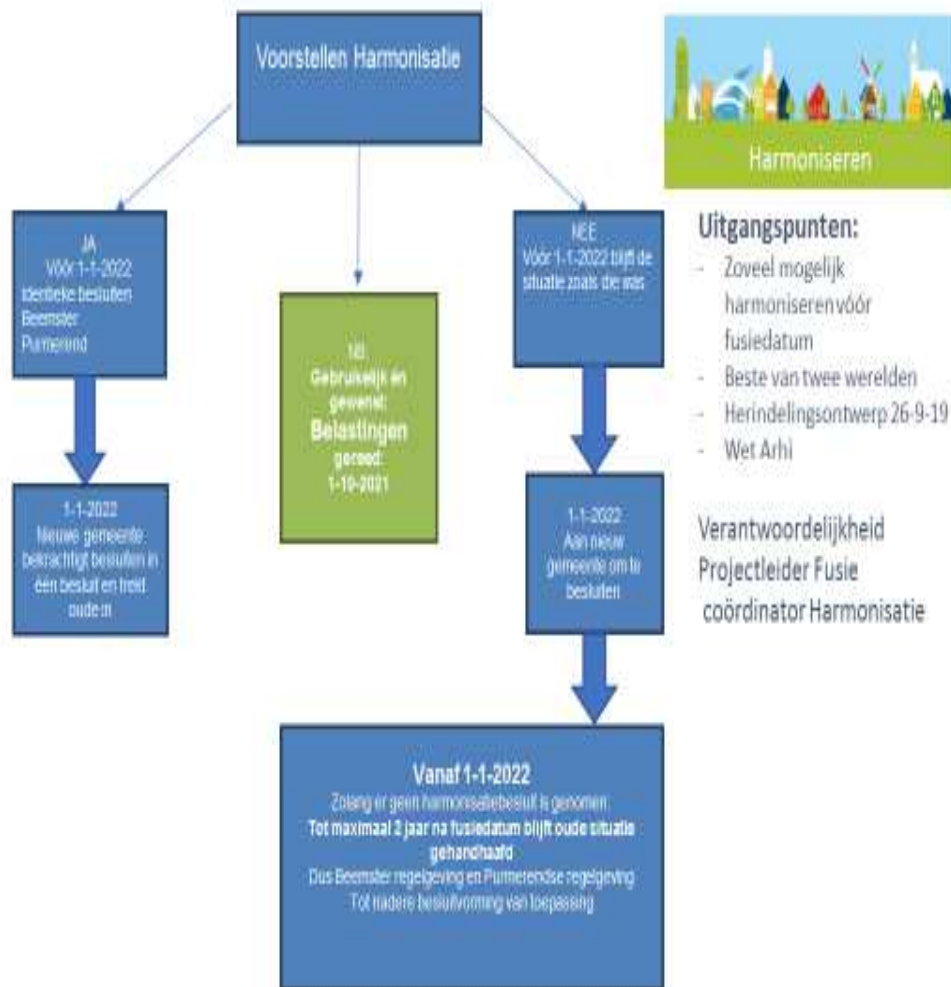 Voorstellen Harmonisatie
JA
Vóór 1-1-2022
Identieke besluiten
Beemster
Purmerend
1-1-2022
Nieuwe gemeente
bekrachtigt besluiten in
één besluit en trekt
oude in
NB.
Gebruikelijk en
gewenst:
Belastingen
gereed:
1-10-2021
NEE
Vóór 1-1-2022 blijft de
situatie zoals die was
1-1-2022
Aan nieuw
gemeente om te
besluiten
Vanaf 1-1-2022
Zolang er geen harmonisatiebesluit is genomen:
Tot maximaal 2 jaar na fusiedatum blijft oude situatie
gehandhaafd
Dus Beemster regelgeving en Purmerendse regelgeving
Tot nadere besluitvorming van toepassing
Harmoniseren
Uitgangspunten:
- Zoveel mogelijk
harmoniseren vóór
fusiedatum
- Beste van twee werelden
- Herindelingsontwerp 26-9-19
- Wet Arhi
Verantwoordelijkheid
Projectleider Fusie
coördinator Harmonisatie